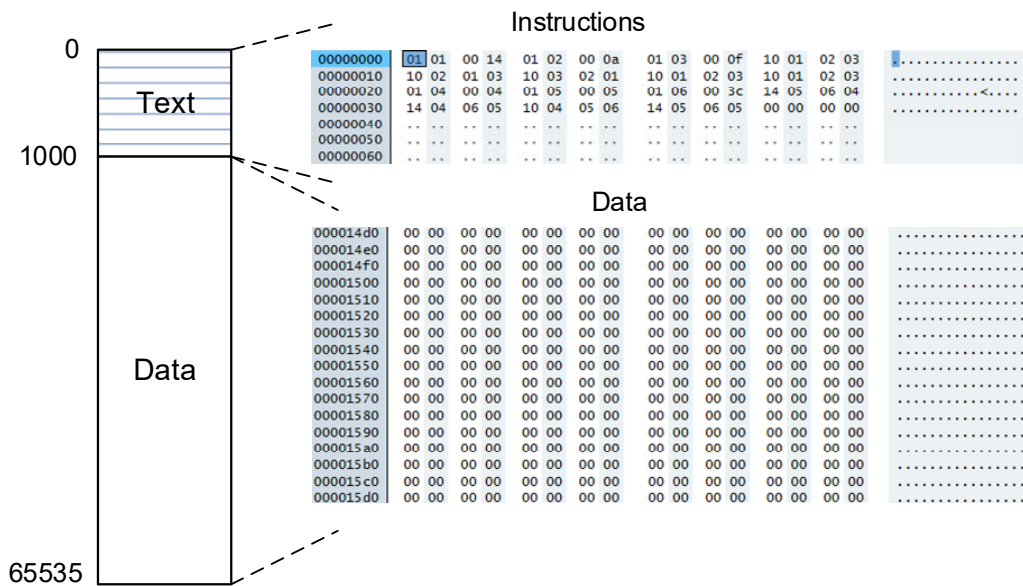 Instructions
0
00000000 01 01 00 14 01 02 00 0a 01 03 00 0f 10 01 02 03 ................
00000010 10 02 01 03 10 03 02 01 10 01 02 03 10 01 02 03 ................
00000020 01 04 00 04 01 05 00 05 01 06 00 3c 14 05 06 04 ...........<....
Text
00000030 14 04 06 05 10 04 05 06 14 05 06 05 00 00 00 00 ................
00000040 .. .. .. .. .. .. .. .. .. .. .. .. .. .. .. ..
00000050 .. .. .. .. .. .. .. .. .. .. .. .. .. .. .. ..
1000
00000060 .. .. .. .. .. .. .. .. .. .. .. .. .. .. .. ..
Data
000014d0 00 00 00 00 00 00 00 00 00 00 00 00 00 00 00 00 ................
000014e0 00 00 00 00 00 00 00 00 00 00 00 00 00 00 00 00 ................
000014f0 00 00 00 00 00 00 00 00 00 00 00 00 00 00 00 00 ................
00001500 00 00 00 00 00 00 00 00 00 00 00 00 00 00 00 00 ................
00001510 00 00 00 00 00 00 00 00 00 00 00 00 00 00 00 00 ................
00001520 00 00 00 00 00 00 00 00 00 00 00 00 00 00 00 00 ................
00001530 00 00 00 00 00 00 00 00 00 00 00 00 00 00 00 00 ................
00001540 00 00 00 00 00 00 00 00 00 00 00 00 00 00 00 00 ................
00001550 00 00 00 00 00 00 00 00 00 00 00 00 00 00 00 00 ................
Data
00001560 00 00 00 00 00 00 00 00 00 00 00 00 00 00 00 00 ................
00001570 00 00 00 00 00 00 00 00 00 00 00 00 00 00 00 00 ................
00001580 00 00 00 00 00 00 00 00 00 00 00 00 00 00 00 00 ................
00001590 00 00 00 00 00 00 00 00 00 00 00 00 00 00 00 00 ................
000015a0 00 00 00 00 00 00 00 00 00 00 00 00 00 00 00 00 ................
000015b0 00 00 00 00 00 00 00 00 00 00 00 00 00 00 00 00 ................
000015c0 00 00 00 00 00 00 00 00 00 00 00 00 00 00 00 00 ................
000015d0 00 00 00 00 00 00 00 00 00 00 00 00 00 00 00 00 ................
65535